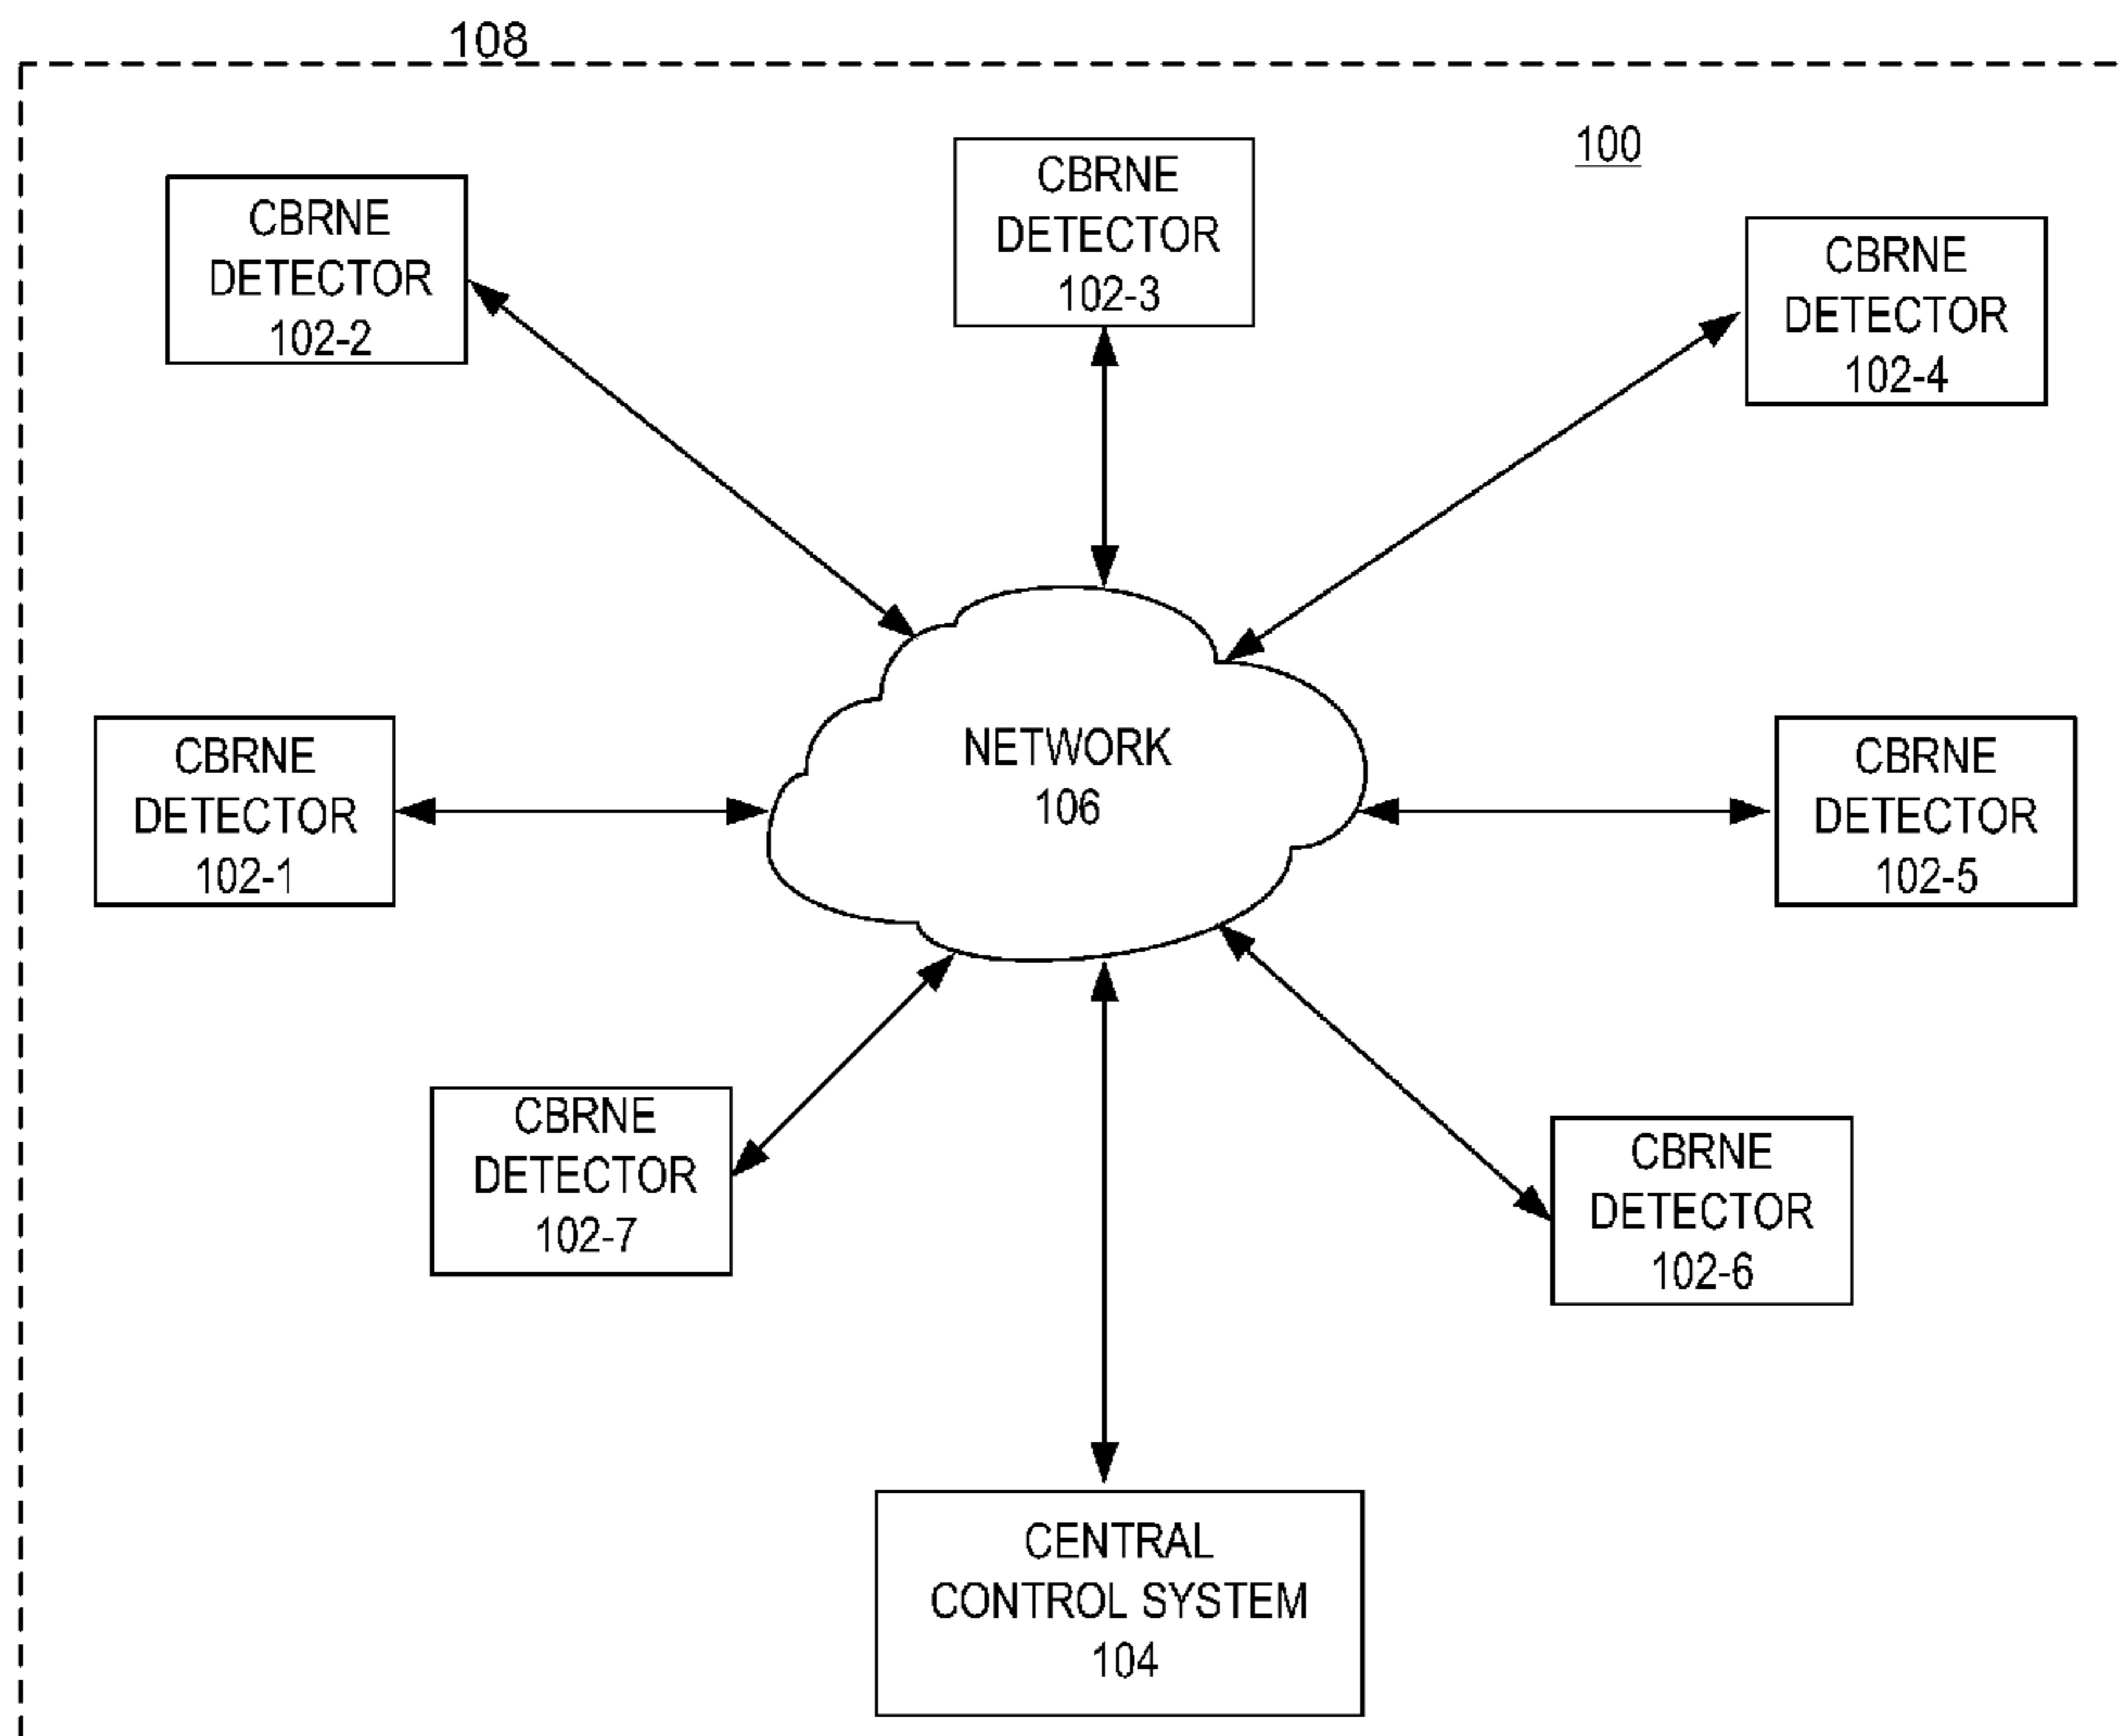 108
100
CBRNE
DETECTOR
102-3
CBRNE
DETECTOR
102-2
CBRNE
DETECTOR
102-4
NETWORK
106
CBRNE
DETECTOR
102-1
CBRNE
DETECTOR
102-5
CBRNE
DETECTOR
102-7
CBRNE
DETECTOR
102-6
CENTRAL
CONTROL SYSTEM
104